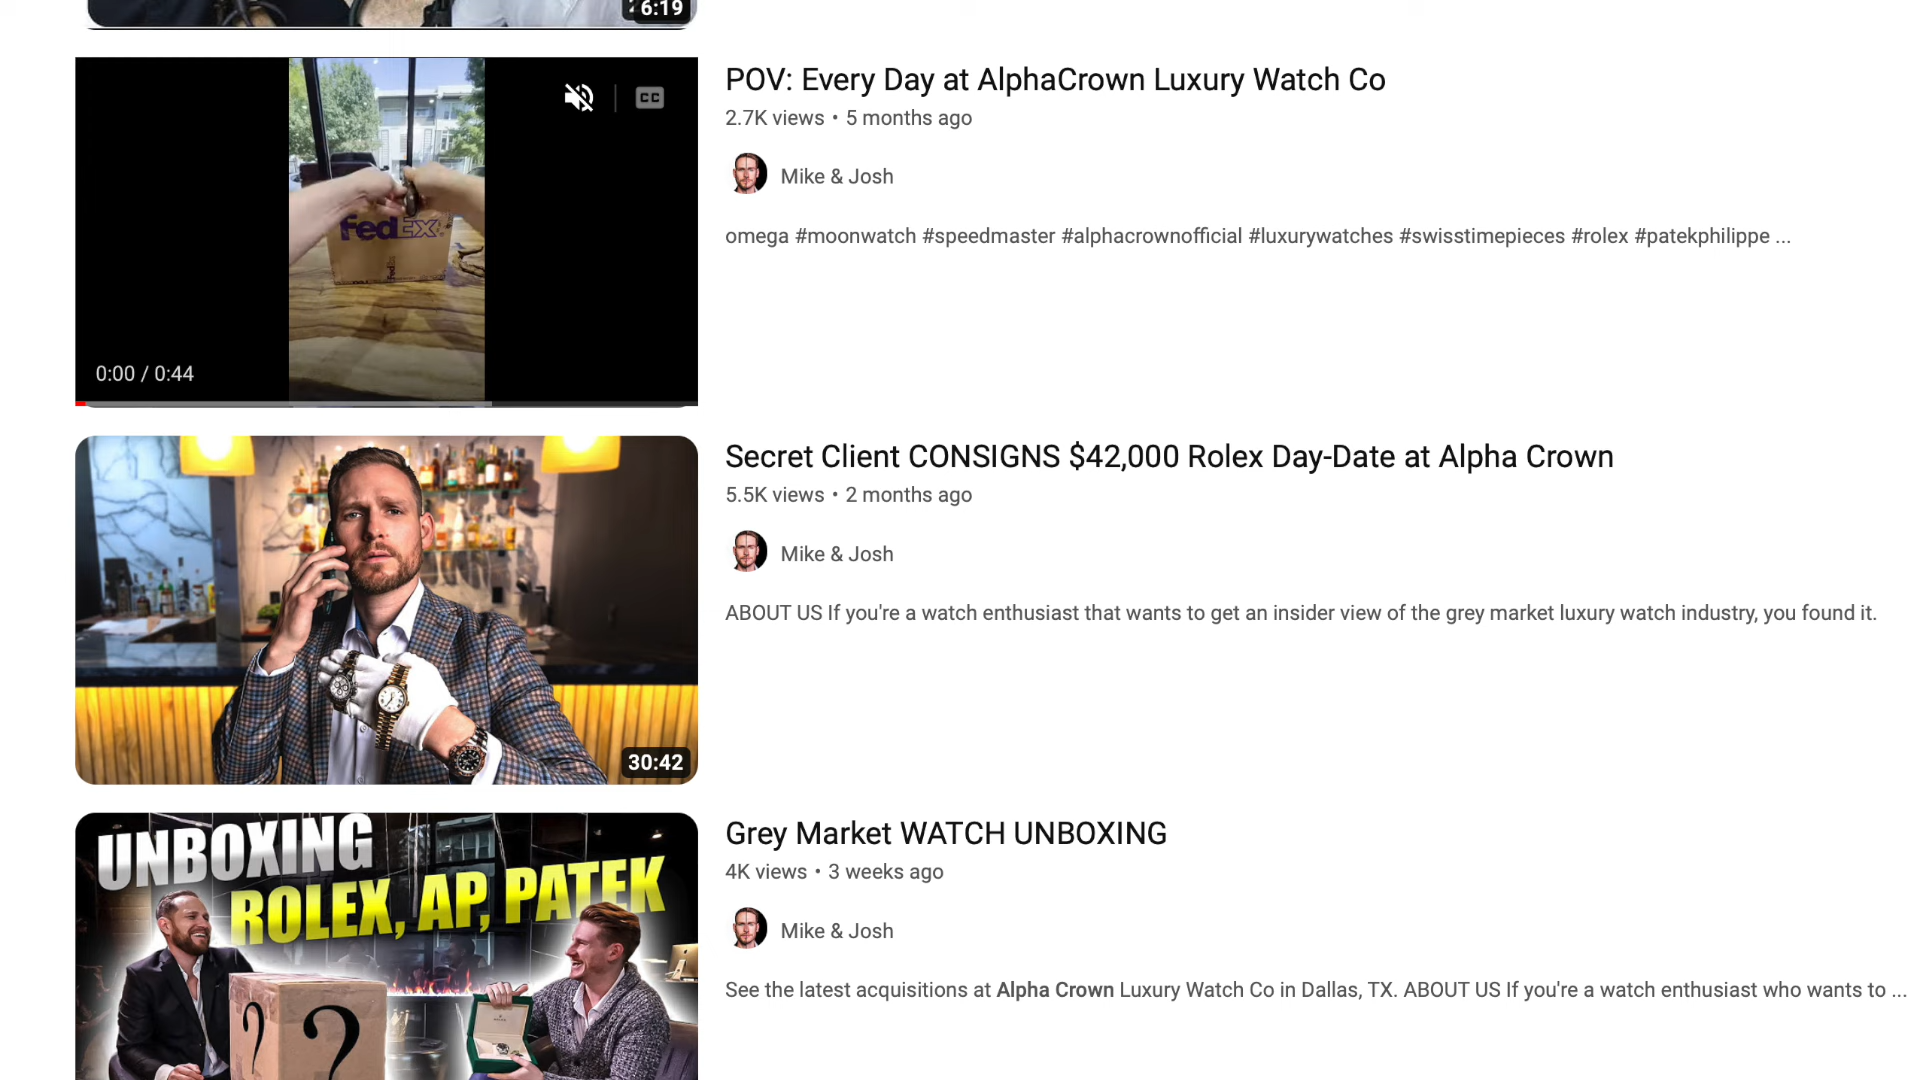 6:19
POV: Every Day at AlphaCrown Luxury Watch Co
2.7K views • 5 months ago
Mike & Josh
omega #moonwatch #speedmaster #alphacrownofficial #luxurywatches #swisstimepieces #rolex #patekphilippe ...
CC
FedEx
0:00 / 0:44
Secret Client CONSIGNS $42,000 Rolex Day-Date at Alpha Crown
5.5K views • 2 months ago
Mike & Josh
ABOUT US If you're a watch enthusiast that wants to get an insider view of the grey market luxury watch industry, you found it.
30:42
Grey Market WATCH UNBOXING
4K views • 3 weeks ago
Mike & Josh
See the latest acquisitions at Alpha Crown Luxury Watch Co in Dallas, TX. ABOUT US If you're a watch enthusiast who wants to ...
UNBOXING
ROLEX, AP, PATEK
? ?